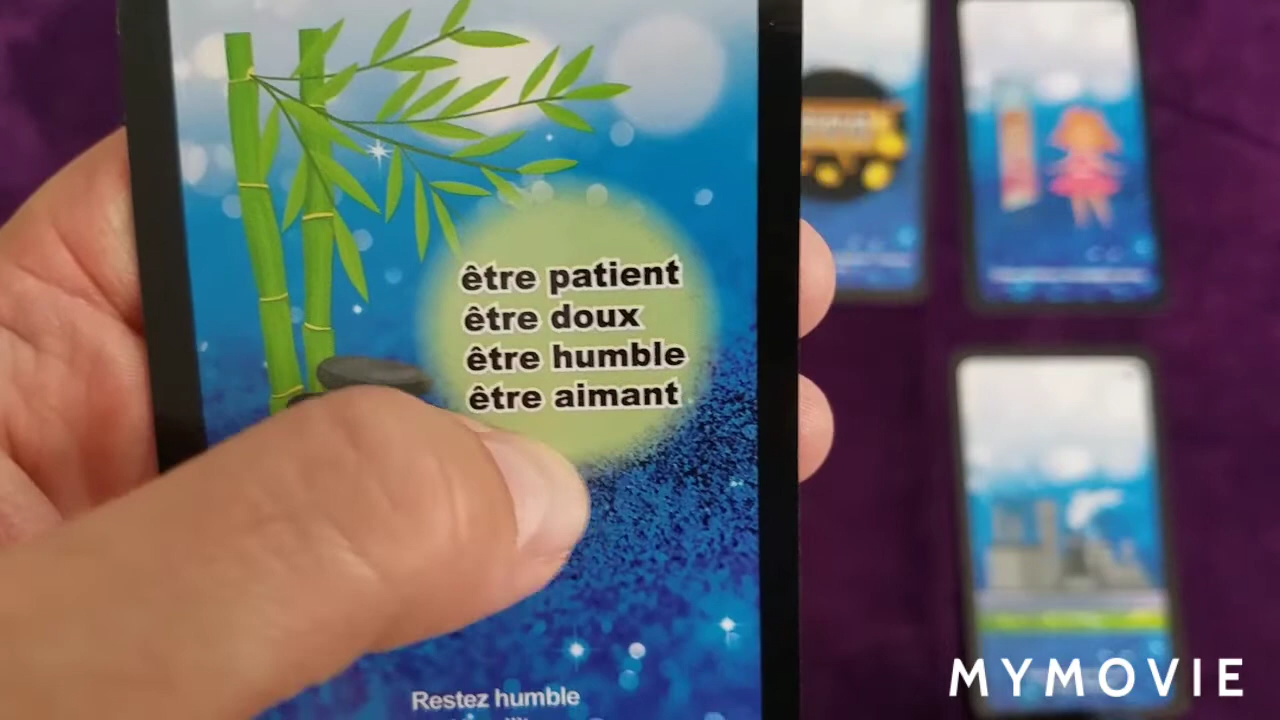 être patient
être doux
être humble
être aimant
Restez humble
MYMOVIE